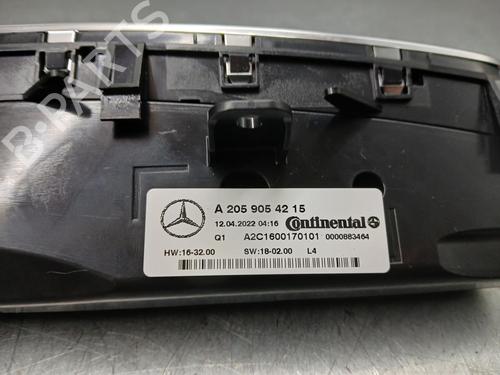 B-PARTS
A 205 905 42 15
12.04.2022 04:16 Continental
Q1 A2C1600170101 0000883464
HW:16-32.00 SW:18-02.00 L4